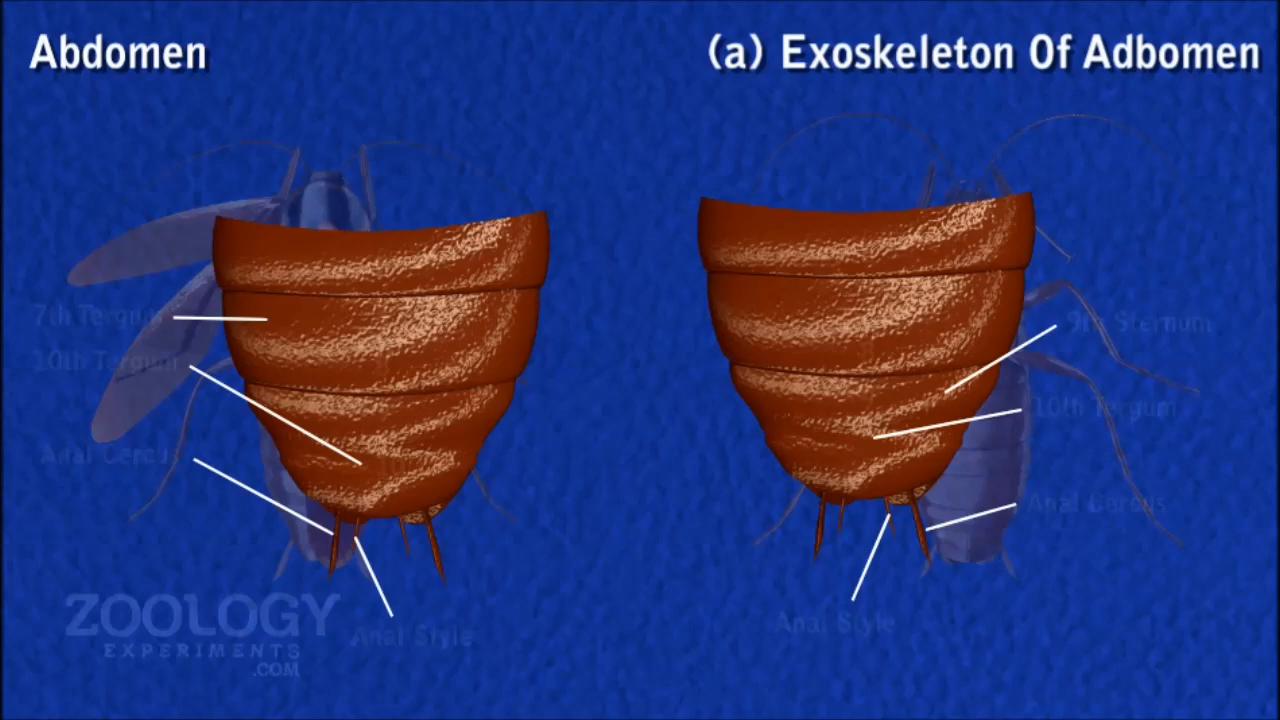 Abdomen
(a) Exoskeleton Of Adbomen
7th Tergum
10th Tergum
Anal Cercus
9th Sternum
10th Tergum
Anal Cercus
Anal Style
Anal Style
ZOOLOGY
EXPERIMENTS
.COM